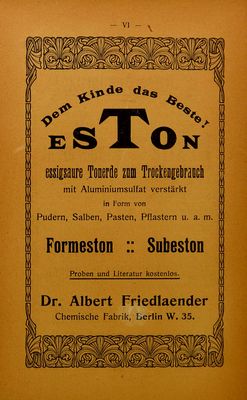 — VI —
Dem Kinde das Beste!
ESTON
essigsaure Tonerde zum Trockengebrauch
mit Aluminiumsulfat verstärkt
in Form von
Pudern, Salben, Pasten, Pflastern u. a. m.
Formeston :: Subeston
Proben und Literatur kostenlos.
Dr. Albert Friedlaender
Chemische Fabrik, Berlin W. 35.